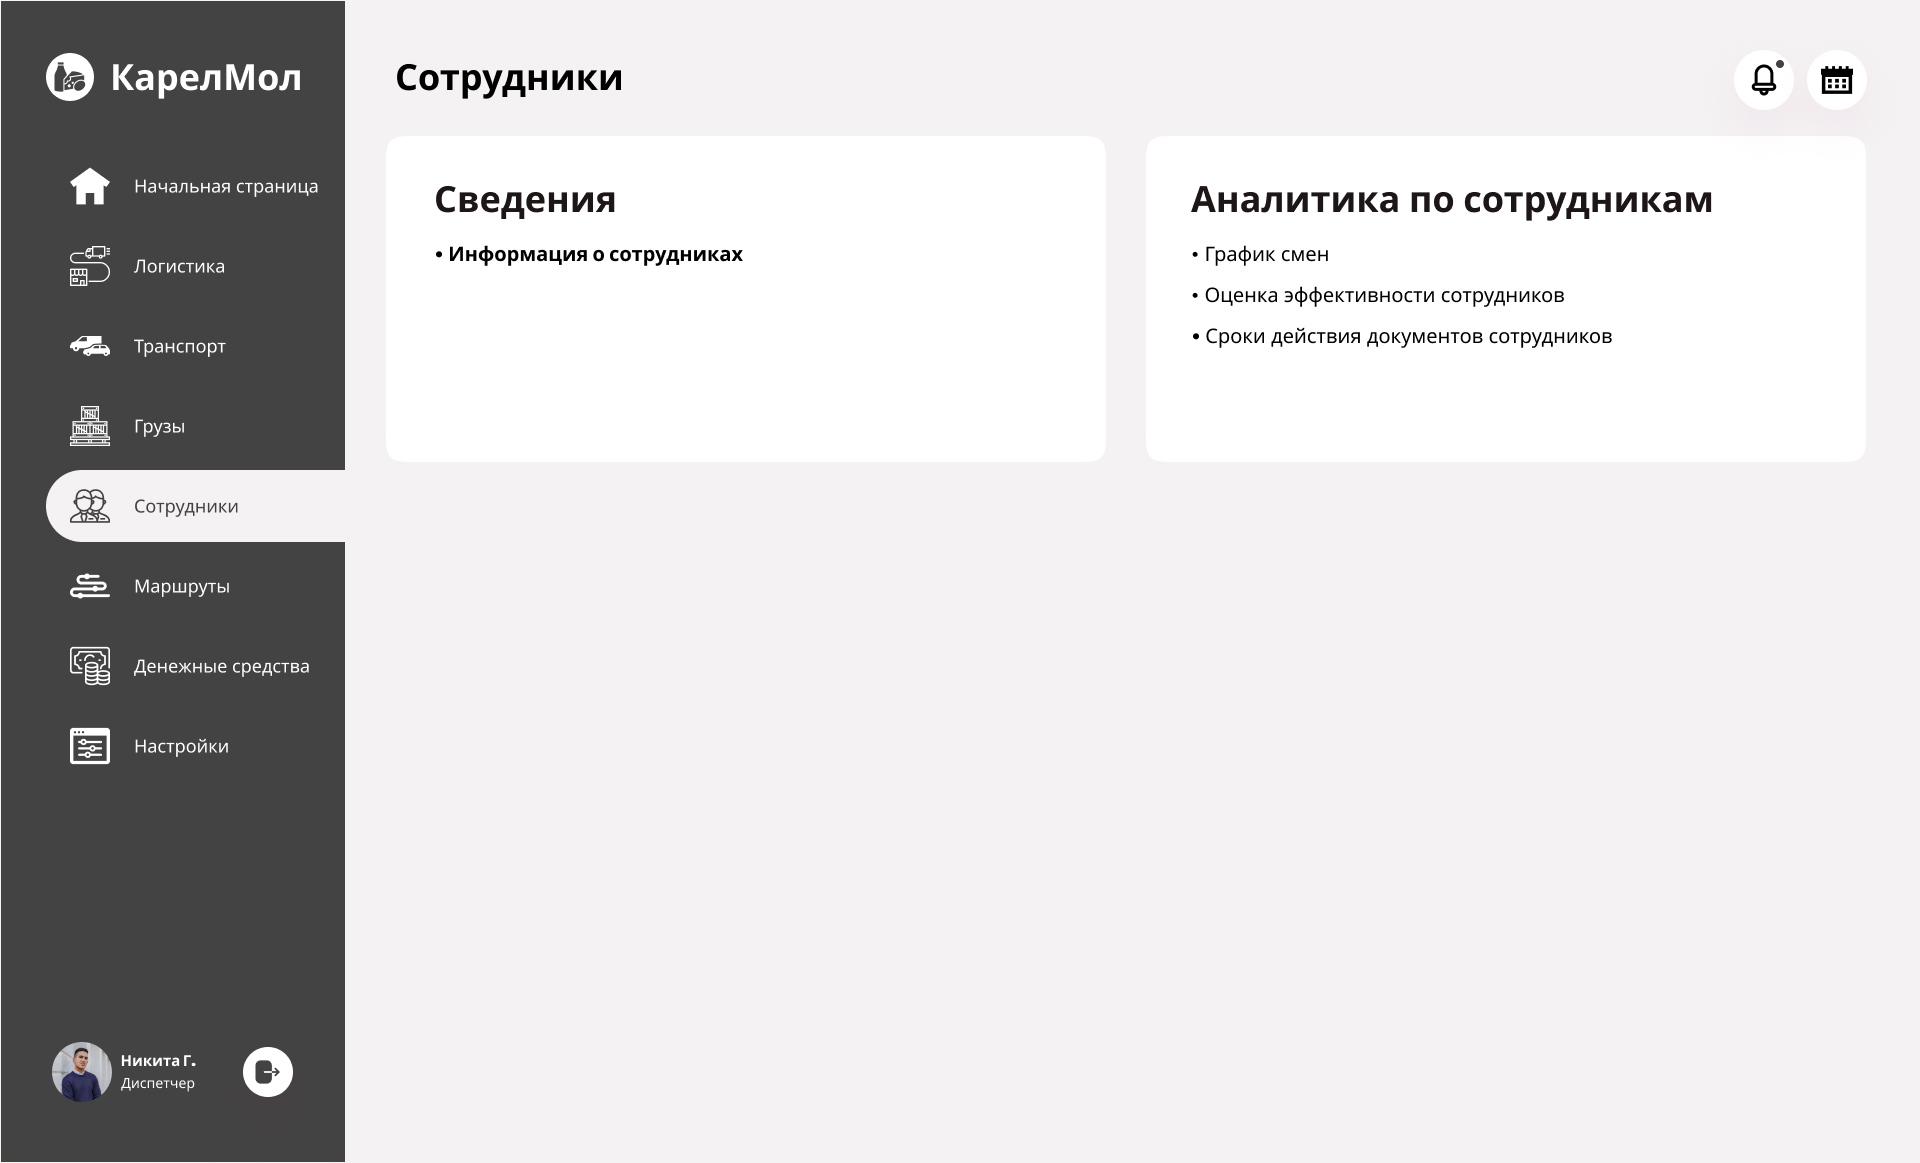 КарелМол
Начальная страница
Логистика
Транспорт
Грузы
Сотрудники
Маршруты
Денежные средства
Настройки
Никита Г.
Диспетчер
Сотрудники
Сведения
• Информация о сотрудниках
Аналитика по сотрудникам
• График смен
• Оценка эффективности сотрудников
• Сроки действия документов сотрудников